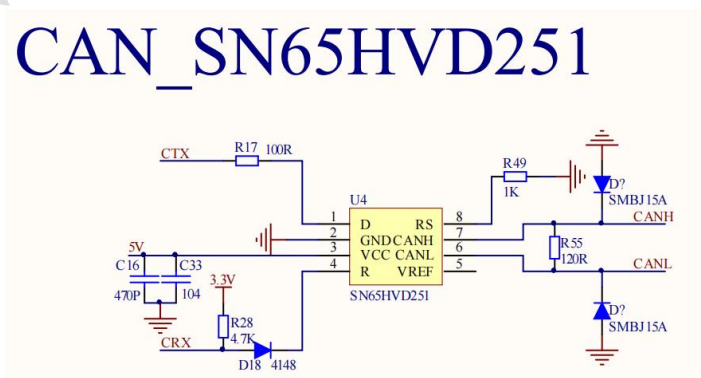 CAN_SN65HVD251
CTX
R17 100R
R49
1K
D?
SMBJ15A
U4
1 D RS 8
2 GND CANH 7
3 VCC CANL 6
4 R VREF 5
SN65HVD251
CANH
R55
120R
CANL
5V
C16
470P
C33
104
3.3V
R28
4.7K
CRX
D18 4148
D?
SMBJ15A